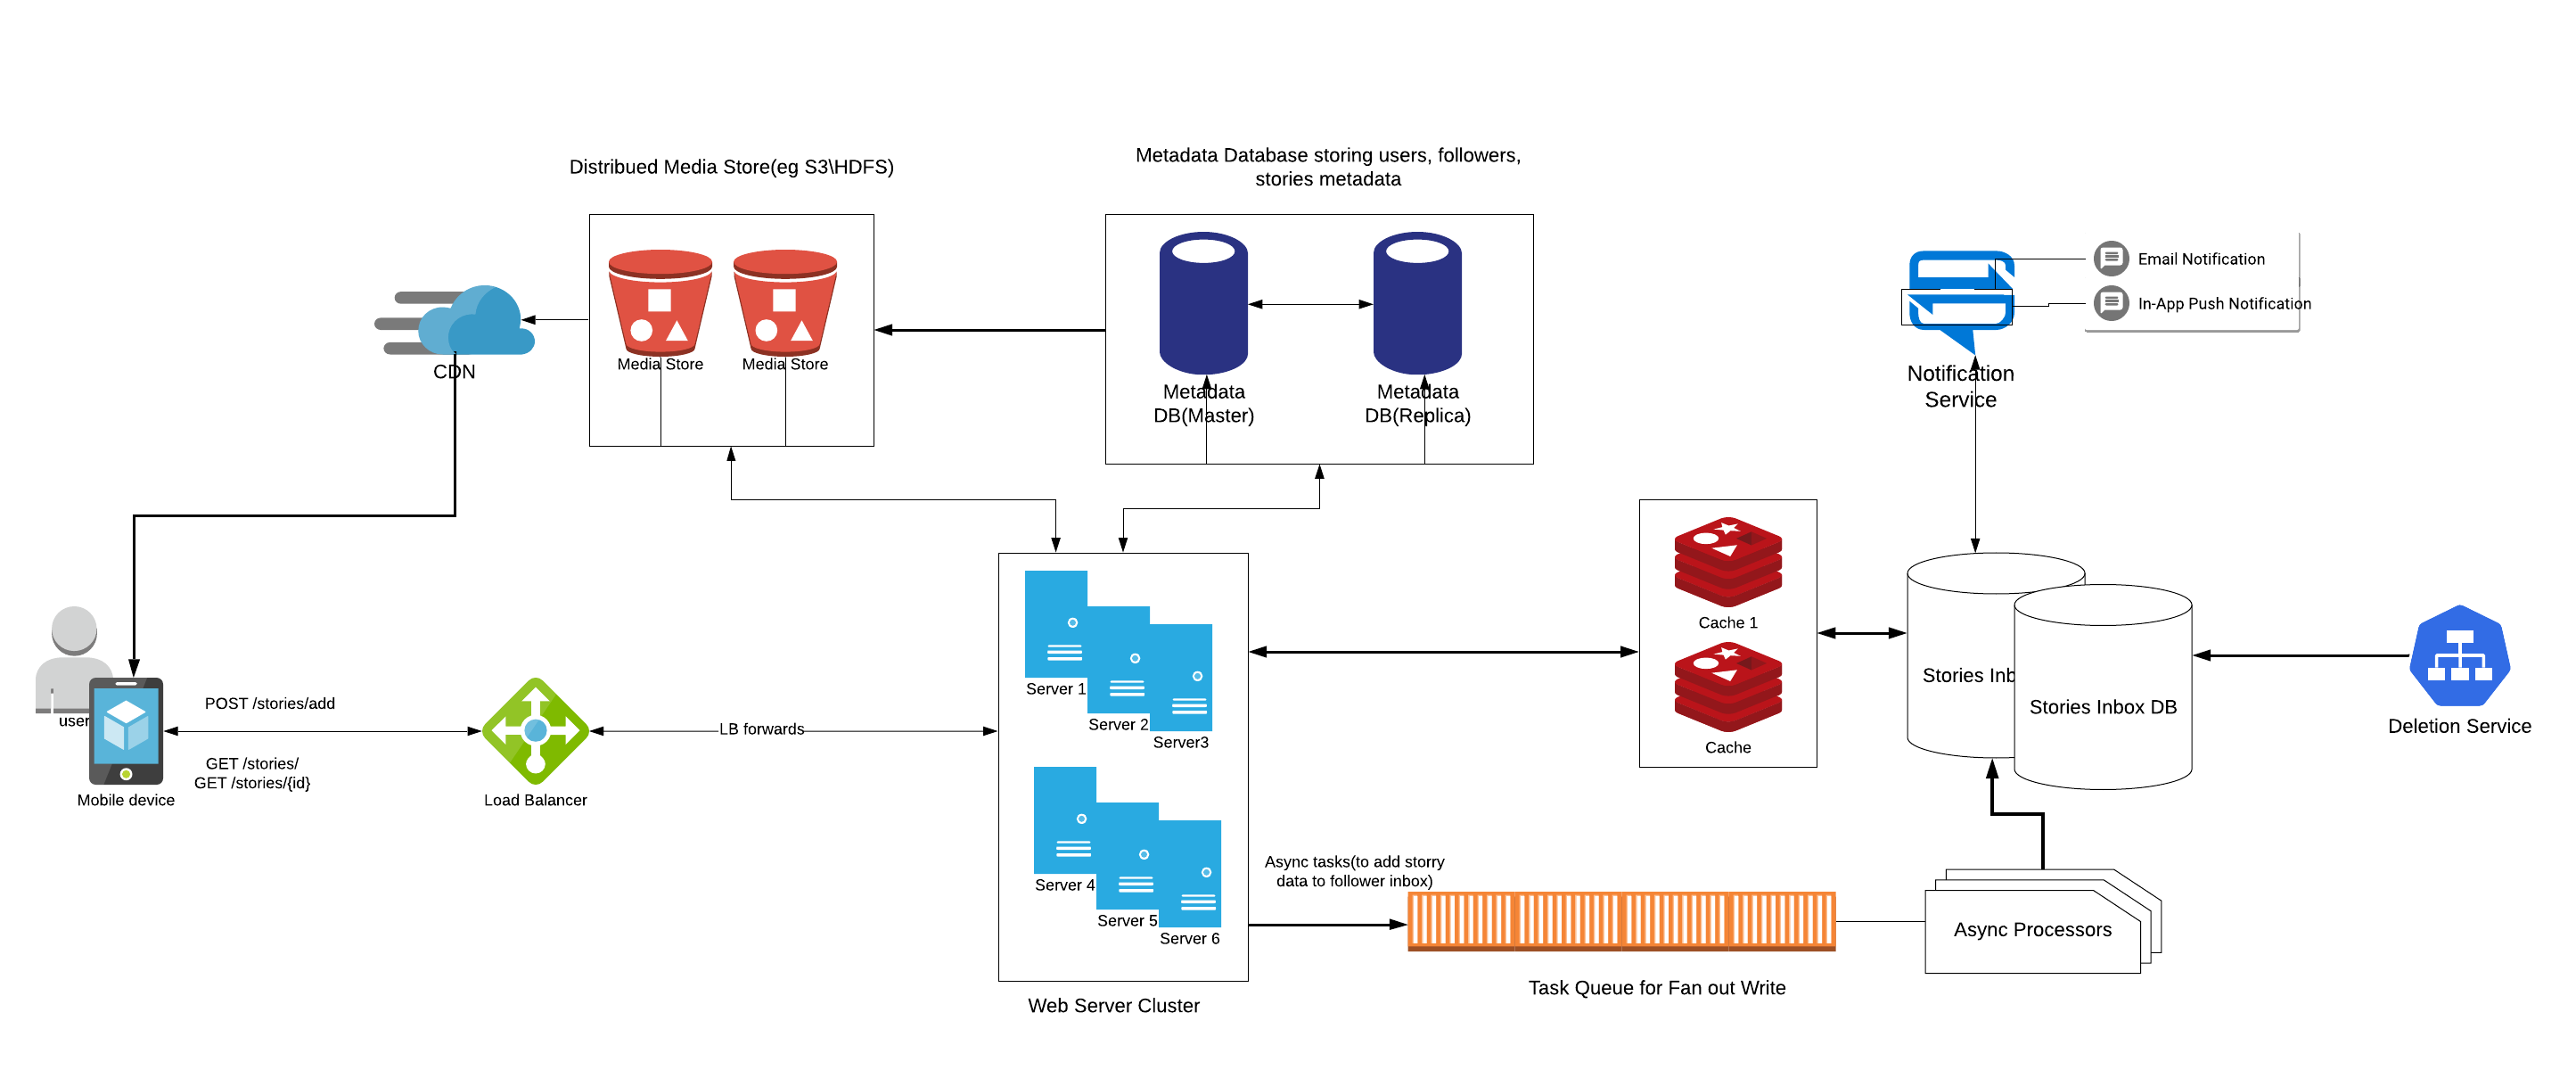 Distribued Media Store(eg S3\HDFS)
Metadata Database storing users, followers,
stories metadata
Media Store
Media Store
CDN
Metadata
DB(Master)
Metadata
DB(Replica)
Email Notification
In-App Push Notification
Notification
Service
user
Mobile device
POST /stories/add
GET /stories/
GET /stories/{id}
Load Balancer
LB forwards
Server 1
Server 2
Server3
Server 4
Server 5
Server 6
Web Server Cluster
Cache 1
Cache
Stories Inb
Stories Inbox DB
Deletion Service
Async tasks(to add storry
data to follower inbox)
Task Queue for Fan out Write
Async Processors